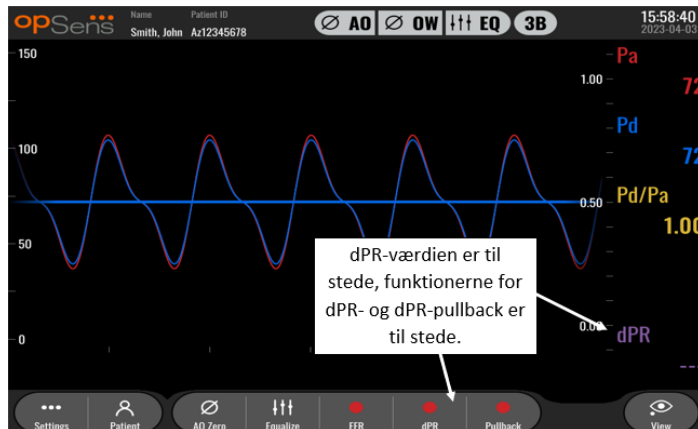 opSens
Name Patient ID
Smith, John Az12345678
AO OW EQ 3B
15:58:40
2023-04-03
150
100
50
0
1.00
0.50
0.00
Pa
72
Pd
72
Pd/Pa
1.00
dPR
---
dPR-værdien er til
stede, funktionerne for
dPR- og dPR-pullback er
til stede.
Settings Patient AO Zero Equalize FFR dPR Pullback View